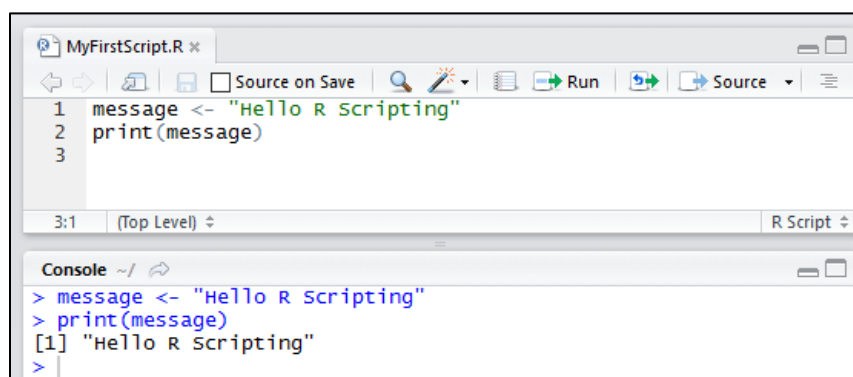 MyFirstScript.R
Source on Save Run Source
1 message <- "Hello R Scripting"
2 print(message)
3
3:1 (Top Level) R Script
Console ~/
> message <- "Hello R Scripting"
> print(message)
[1] "Hello R Scripting"
>